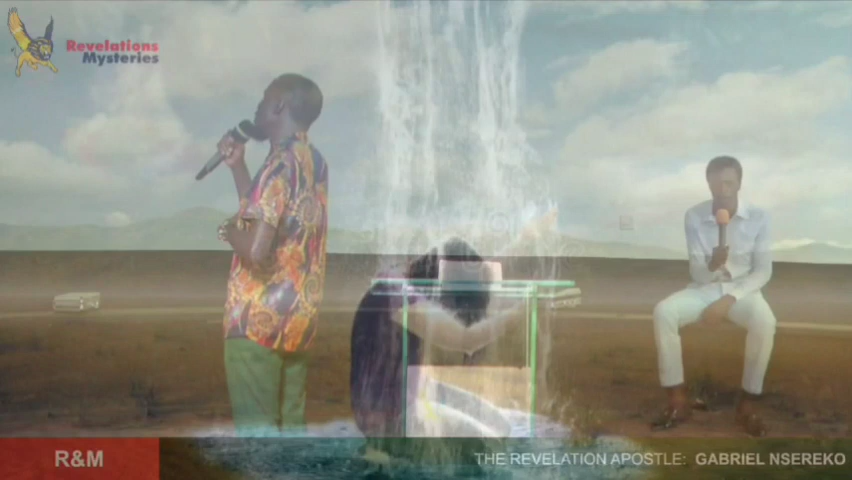 Revelations
Mysteries
R&M
THE REVELATION APOSTLE: GABRIEL NSEREKO